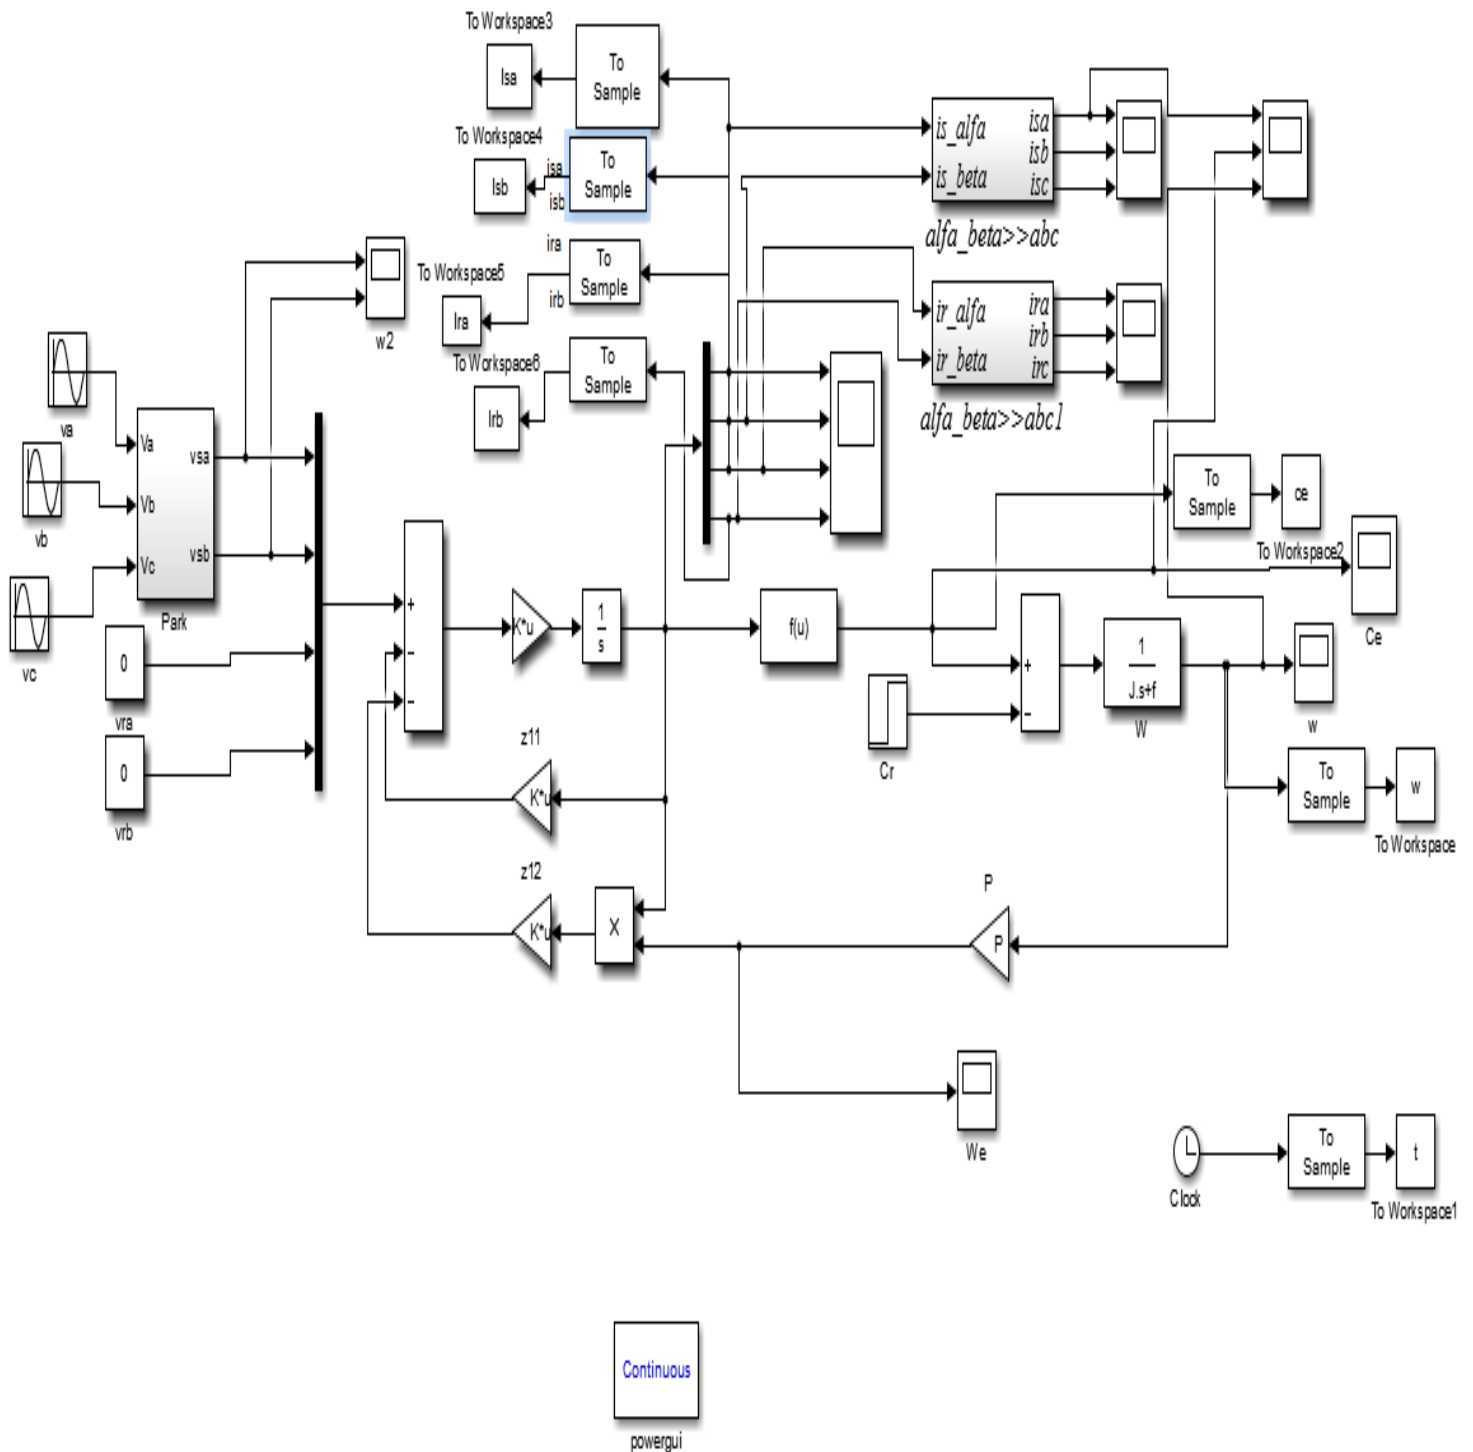 To Workspace3
Isa
To
Sample
To Workspace4
Isb
isa
isb
To
Sample
is_alfa
is_beta
isa
isb
isc
alfa_beta>>abc
ira
irb
To
Sample
To Workspace5
Ira
w2
ir_alfa
ir_beta
ira
irb
irc
alfa_beta>>abc1
To Workspace6
Irb
To
Sample
va
vb
vc
Va
Vb
Vc
vsa
vsb
Park
0
vra
0
vrb
+
-
-
K*u
1
s
f(u)
To
Sample
ce
To Workspace2
Ce
+
-
Cr
1
J.s+f
W
w
To
Sample
w
To Workspace
z11
K*u
z12
K*u
X
P
P
We
Clock
To
Sample
t
To Workspace1
Continuous
powergui